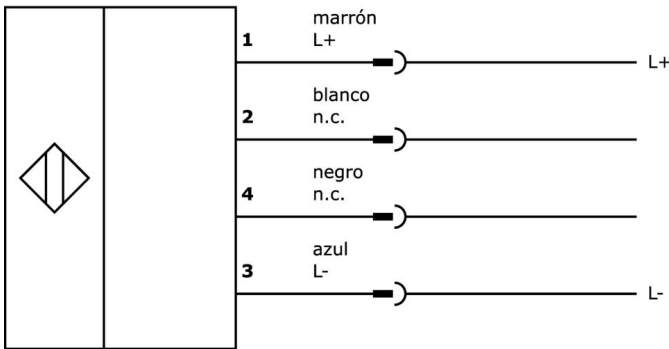 marrón
1 L+
L+
blanco
2 n.c.
negro
4 n.c.
azul
3 L-
L-